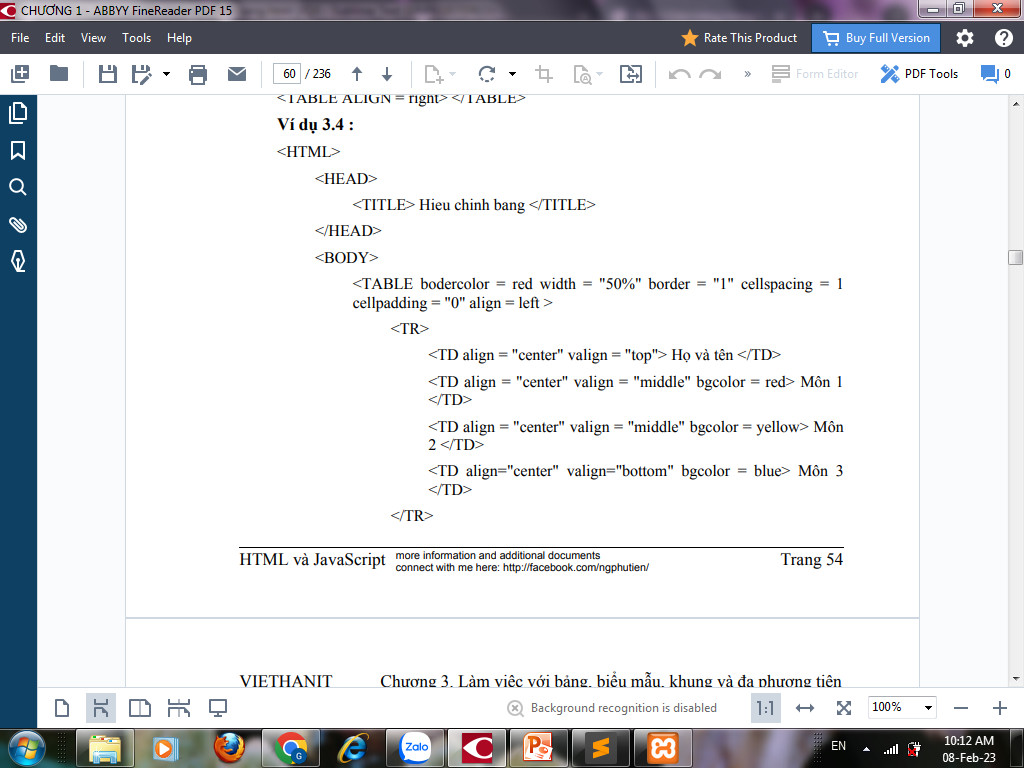 CHƯƠNG 1 - ABBYY FineReader PDF 15
File Edit View Tools Help
Rate This Product
Buy Full Version
60 / 236
» Form Editor PDF Tools 0
<TABLE ALIGN = right> </TABLE>
Ví dụ 3.4 :
<HTML>
<HEAD>
<TITLE> Hieu chinh bang </TITLE>
</HEAD>
<BODY>
<TABLE bodercolor = red width = "50%" border = "1" cellspacing = 1
cellpadding = "0" align = left >
<TR>
<TD align = "center" valign = "top"> Họ và tên </TD>
<TD align = "center" valign = "middle" bgcolor = red> Môn 1
</TD>
<TD align = "center" valign = "middle" bgcolor = yellow> Môn
2 </TD>
<TD align="center" valign="bottom" bgcolor = blue> Môn 3
</TD>
</TR>
HTML và JavaScript
more information and additional documents
connect with me here: http://facebook.com/ngphutien/
Trang 54
VIETHANIT Chương 3. Làm việc với bảng, biểu mẫu, khung và đa phương tiện
Background recognition is disabled
1:1
100%
Zalo
EN
10:12 AM
08-Feb-23